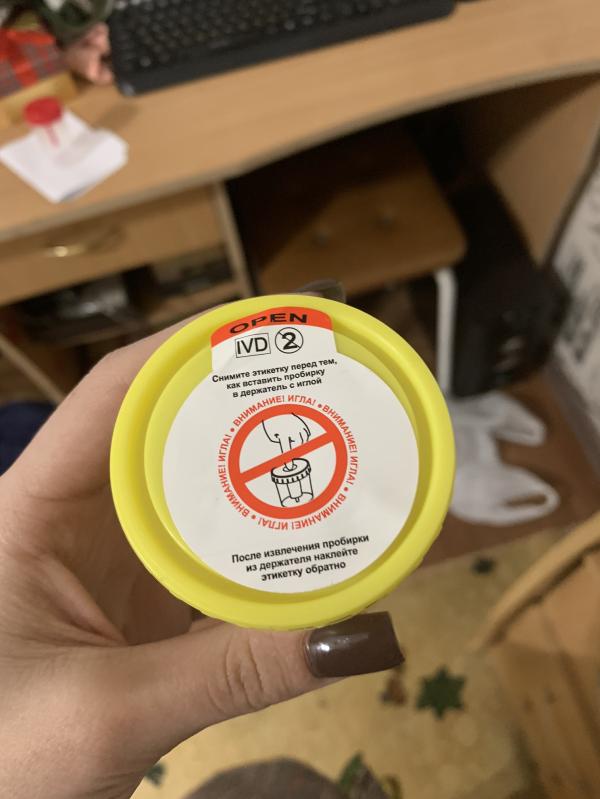 OPEN
IVD 2
Снимите этикетку перед тем,
как вставить пробирку
в держатель с иглой
ВНИМАНИЕ! ИГЛА! • ВНИМАНИЕ! ИГЛА! • ВНИМАНИЕ! ИГЛА! • ВНИМАНИЕ! ИГЛА! •
После извлечения пробирки
из держателя наклейте
этикетку обратно